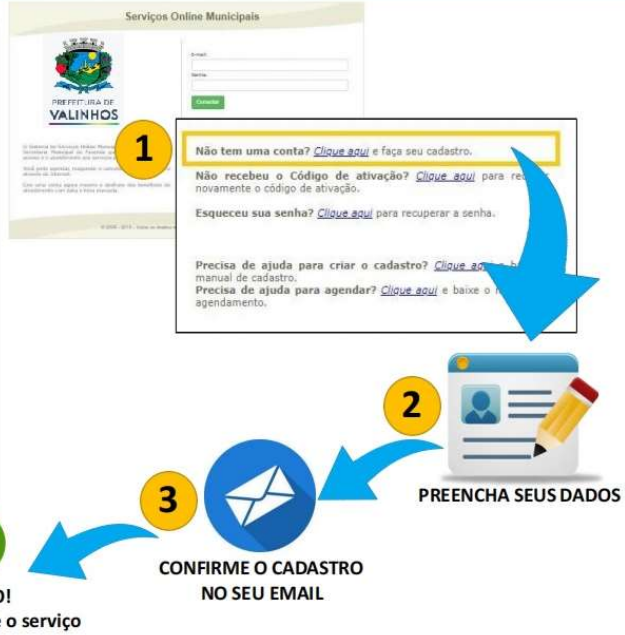 Serviços Online Municipais
E-mail:
Senha:
Conectar
PREFEITURA DE
VALINHOS
1
Não tem uma conta? Clique aqui e faça seu cadastro.
Não recebeu o Código de ativação? Clique aqui para
novamente o código de ativação.
Esqueceu sua senha? Clique aqui para recuperar a senha.
Precisa de ajuda para criar o cadastro? Clique aqui
manual de cadastro.
Precisa de ajuda para agendar? Clique aqui e baixe o
agendamento.
2
PREENCHA SEUS DADOS
3
CONFIRME O CADASTRO
NO SEU EMAIL
O!
e o serviço